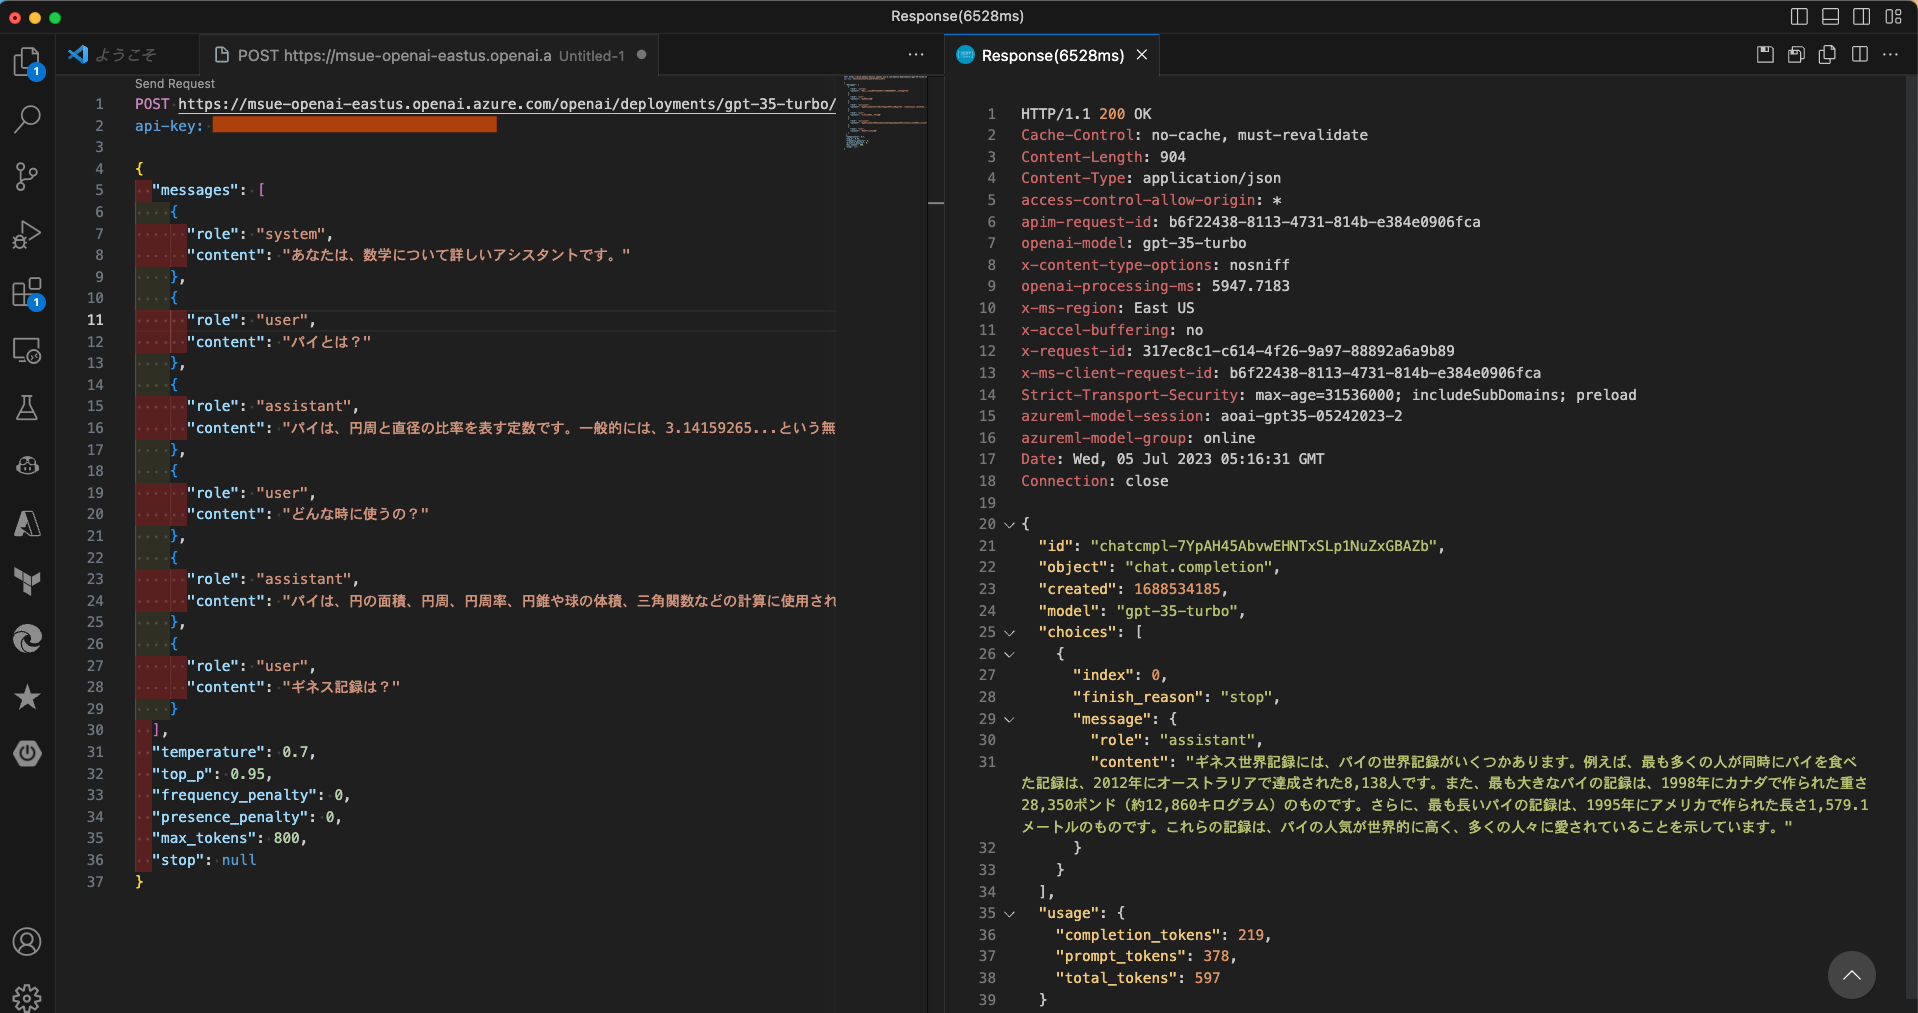 Response(6528ms)
ようこそ
POST https://msue-openai-eastus.openai.a Untitled-1
Response(6528ms)
1
1
Send Request
1 POST https://msue-openai-eastus.openai.azure.com/openai/deployments/gpt-35-turbo/
2 api-key:
3
4 {
5 "messages": [
6 {
7 "role": "system",
8 "content": "あなたは、数学について詳しいアシスタントです。"
9 },
10 {
11 "role": "user",
12 "content": "パイとは？"
13 },
14 {
15 "role": "assistant",
16 "content": "パイは、円周と直径の比率を表す定数です。一般的には、3.14159265...という無
17 },
18 {
19 "role": "user",
20 "content": "どんな時に使うの？"
21 },
22 {
23 "role": "assistant",
24 "content": "パイは、円の面積、円周、円周率、円錐や球の体積、三角関数などの計算に使用され
25 },
26 {
27 "role": "user",
28 "content": "ギネス記録は？"
29 }
30 ],
31 "temperature": 0.7,
32 "top_p": 0.95,
33 "frequency_penalty": 0,
34 "presence_penalty": 0,
35 "max_tokens": 800,
36 "stop": null
37 }
1 HTTP/1.1 200 OK
2 Cache-Control: no-cache, must-revalidate
3 Content-Length: 904
4 Content-Type: application/json
5 access-control-allow-origin: *
6 apim-request-id: b6f22438-8113-4731-814b-e384e0906fca
7 openai-model: gpt-35-turbo
8 x-content-type-options: nosniff
9 openai-processing-ms: 5947.7183
10 x-ms-region: East US
11 x-accel-buffering: no
12 x-request-id: 317ec8c1-c614-4f26-9a97-88892a6a9b89
13 x-ms-client-request-id: b6f22438-8113-4731-814b-e384e0906fca
14 Strict-Transport-Security: max-age=31536000; includeSubDomains; preload
15 azureml-model-session: aoai-gpt35-05242023-2
16 azureml-model-group: online
17 Date: Wed, 05 Jul 2023 05:16:31 GMT
18 Connection: close
19
20 {
21 "id": "chatcmpl-7YpAH45AbvwEHNTxSLp1NuZxGBAZb",
22 "object": "chat.completion",
23 "created": 1688534185,
24 "model": "gpt-35-turbo",
25 "choices": [
26 {
27 "index": 0,
28 "finish_reason": "stop",
29 "message": {
30 "role": "assistant",
31 "content": "ギネス世界記録には、パイの世界記録がいくつかあります。例えば、最も多くの人が同時にパイを食べ
た記録は、2012年にオーストラリアで達成された8,138人です。また、最も大きなパイの記録は、1998年にカナダで作られた重さ
28,350ポンド（約12,860キログラム）のものです。さらに、最も長いパイの記録は、1995年にアメリカで作られた長さ1,579.1
メートルのものです。これらの記録は、パイの人気が世界的に高く、多くの人々に愛されていることを示しています。"
32 }
33 }
34 ],
35 "usage": {
36 "completion_tokens": 219,
37 "prompt_tokens": 378,
38 "total_tokens": 597
39 }